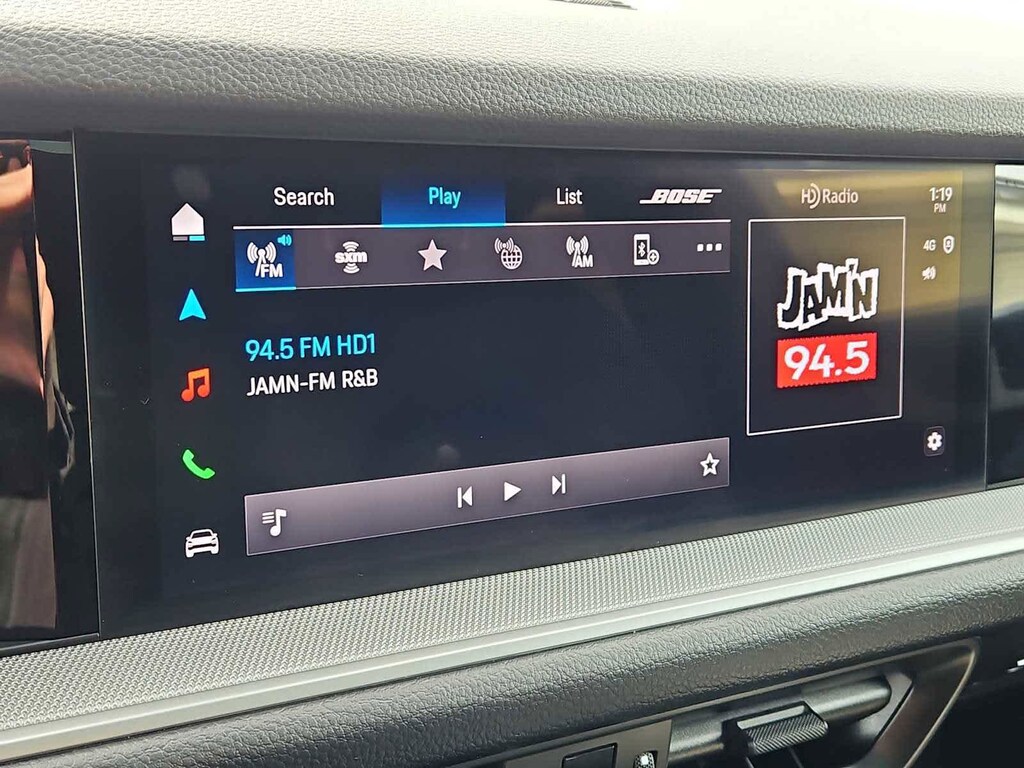 Search Play List BOSE
HD Radio
1:19
PM
FM sxm AM
4G
94.5 FM HD1
JAMN-FM R&B
JAM'N
94.5